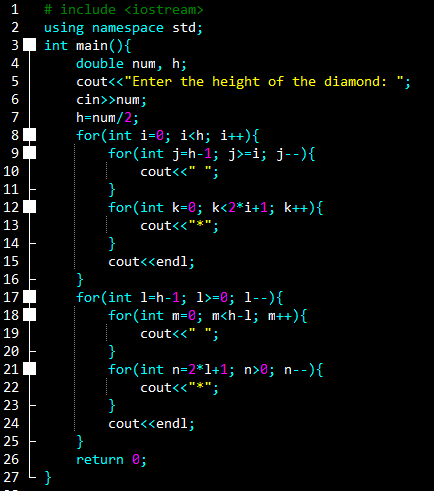 1 # include <iostream>
2 using namespace std;
3 int main(){
4 double num, h;
5 cout<<"Enter the height of the diamond: ";
6 cin>>num;
7 h=num/2;
8 for(int i=0; i<h; i++){
9 for(int j=h-1; j>=i; j--){
10 cout<<" ";
11 }
12 for(int k=0; k<2*i+1; k++){
13 cout<<"*";
14 }
15 cout<<endl;
16 }
17 for(int l=h-1; l>=0; l--){
18 for(int m=0; m<h-l; m++){
19 cout<<" ";
20 }
21 for(int n=2*l+1; n>0; n--){
22 cout<<"*";
23 }
24 cout<<endl;
25 }
26 return 0;
27 }